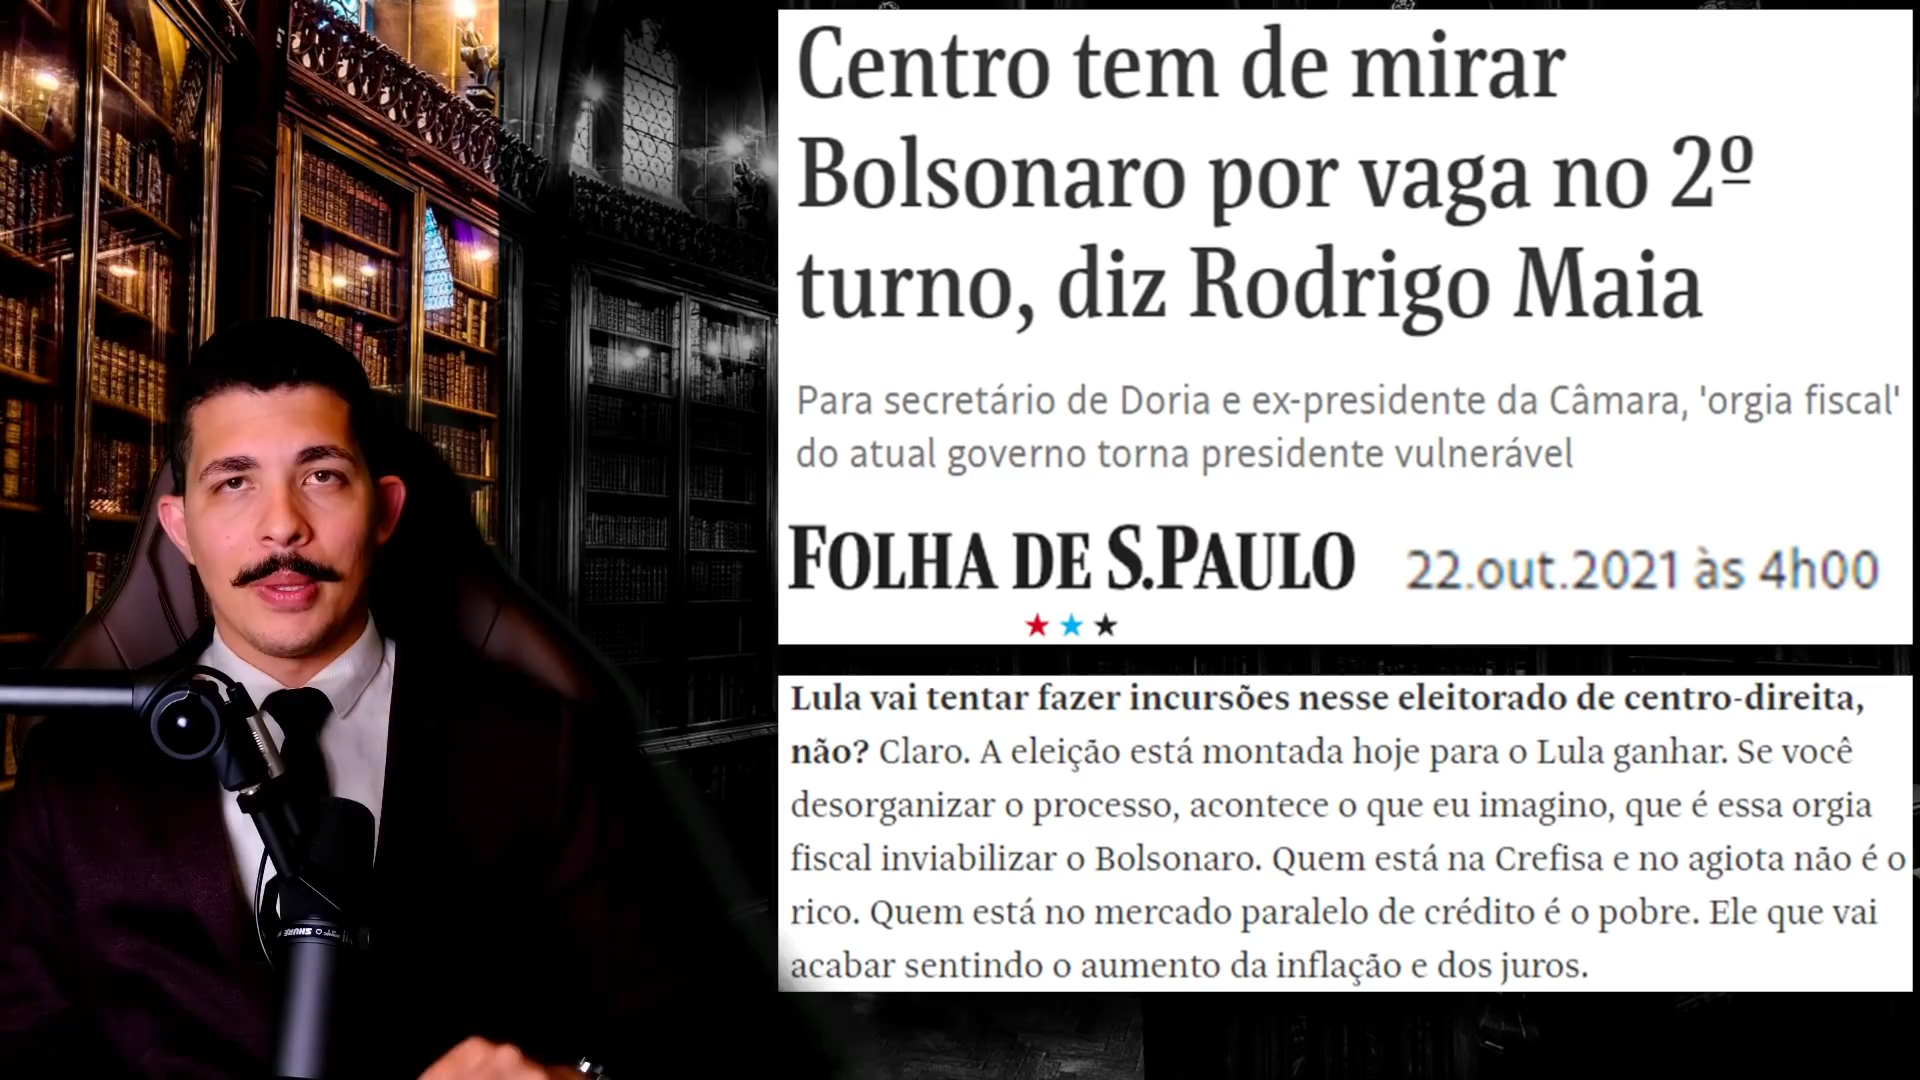 Centro tem de mirar
Bolsonaro por vaga no 2º
turno, diz Rodrigo Maia
Para secretário de Doria e ex-presidente da Câmara, 'orgia fiscal'
do atual governo torna presidente vulnerável
FOLHA DE S.PAULO 22.out.2021 às 4h00
Lula vai tentar fazer incursões nesse eleitorado de centro-direita,
não? Claro. A eleição está montada hoje para o Lula ganhar. Se você
desorganizar o processo, acontece o que eu imagino, que é essa orgia
fiscal inviabilizar o Bolsonaro. Quem está na Crefisa e no agiota não é o
rico. Quem está no mercado paralelo de crédito é o pobre. Ele que vai
acabar sentindo o aumento da inflação e dos juros.
SHURE